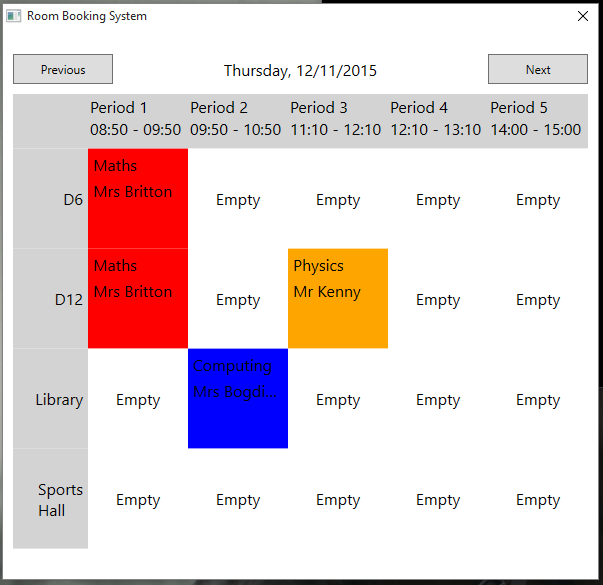 Room Booking System
Previous
Thursday, 12/11/2015
Next
Period 1 Period 2 Period 3 Period 4 Period 5
08:50 - 09:50 09:50 - 10:50 11:10 - 12:10 12:10 - 13:10 14:00 - 15:00
Maths
Mrs Britton
D6 Empty Empty Empty Empty
Maths Physics
Mrs Britton Mr Kenny
D12 Empty Empty Empty
Computing
Mrs Bogdi...
Library Empty Empty Empty Empty
Sports
Hall
Empty Empty Empty Empty Empty